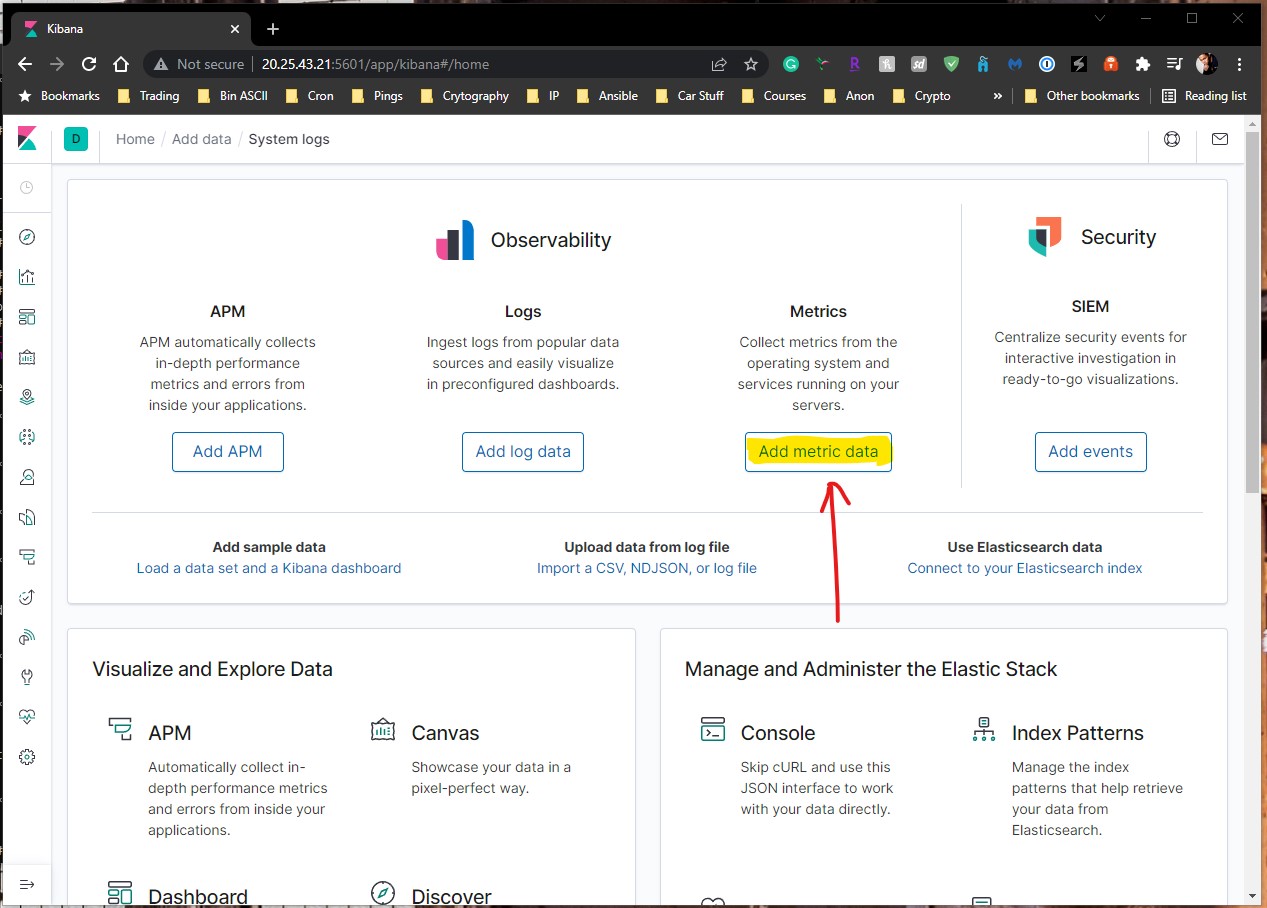 Kibana
Not secure
20.25.43.21:5601/app/kibana#/home
Bookmarks Trading Bin ASCII Cron Pings Crytography IP Ansible Car Stuff Courses Anon Crypto » Other bookmarks Reading list
D Home / Add data / System logs
Observability
Security
APM
APM automatically collects
in-depth performance
metrics and errors from
inside your applications.
Add APM
Logs
Ingest logs from popular data
sources and easily visualize
in preconfigured dashboards.
Add log data
Metrics
Collect metrics from the
operating system and
services running on your
servers.
Add metric data
SIEM
Centralize security events for
interactive investigation in
ready-to-go visualizations.
Add events
Add sample data
Load a data set and a Kibana dashboard
Upload data from log file
Import a CSV, NDJSON, or log file
Use Elasticsearch data
Connect to your Elasticsearch index
Visualize and Explore Data
APM
Automatically collect in-
depth performance metrics
and errors from inside your
applications.
Canvas
Showcase your data in a
pixel-perfect way.
Dashboard
Discover
Manage and Administer the Elastic Stack
Console
Skip cURL and use this
JSON interface to work
with your data directly.
Index Patterns
Manage the index
patterns that help retrieve
your data from
Elasticsearch.